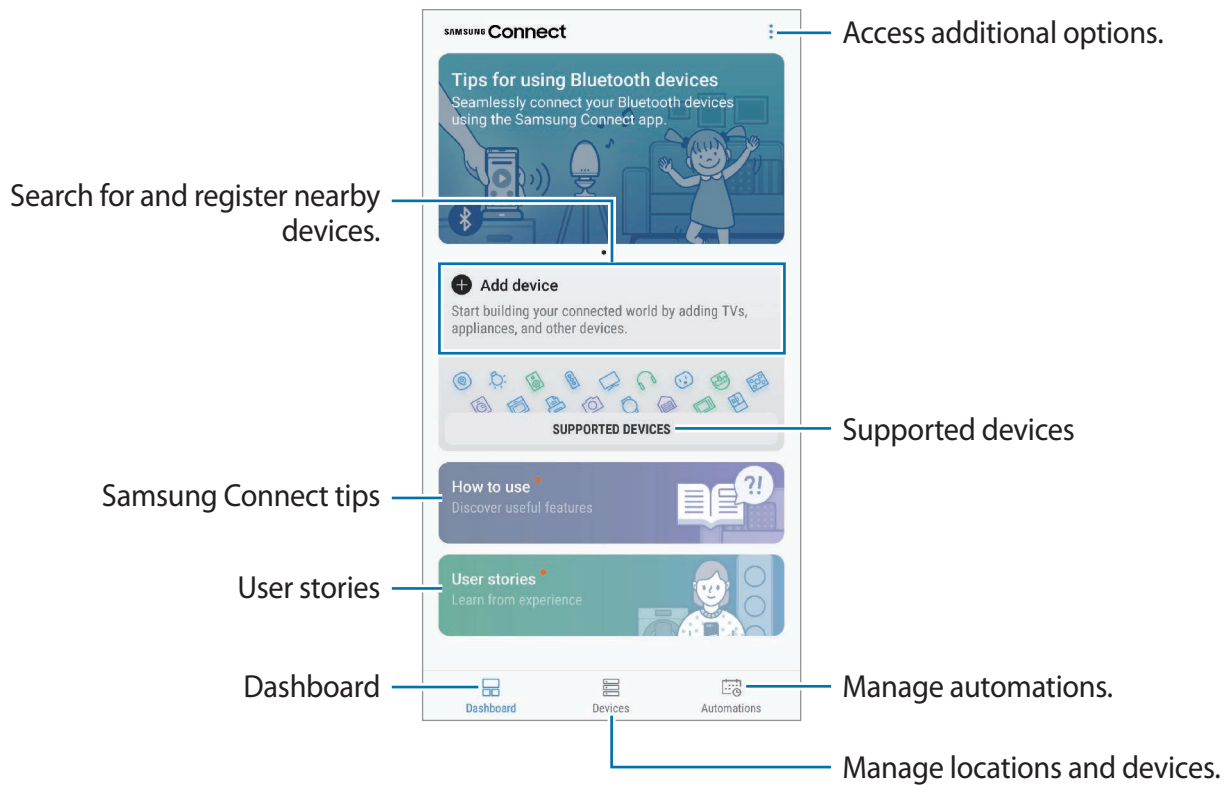 SAMSUNG Connect
Access additional options.
Tips for using Bluetooth devices
Seamlessly connect your Bluetooth devices
using the Samsung Connect app.
Search for and register nearby
devices.
Add device
Start building your connected world by adding TVs,
appliances, and other devices.
SUPPORTED DEVICES
Supported devices
Samsung Connect tips
How to use
Discover useful features
?!
User stories
User stories
Learn from experience
Dashboard
Dashboard
Devices
Automations
Manage automations.
Manage locations and devices.